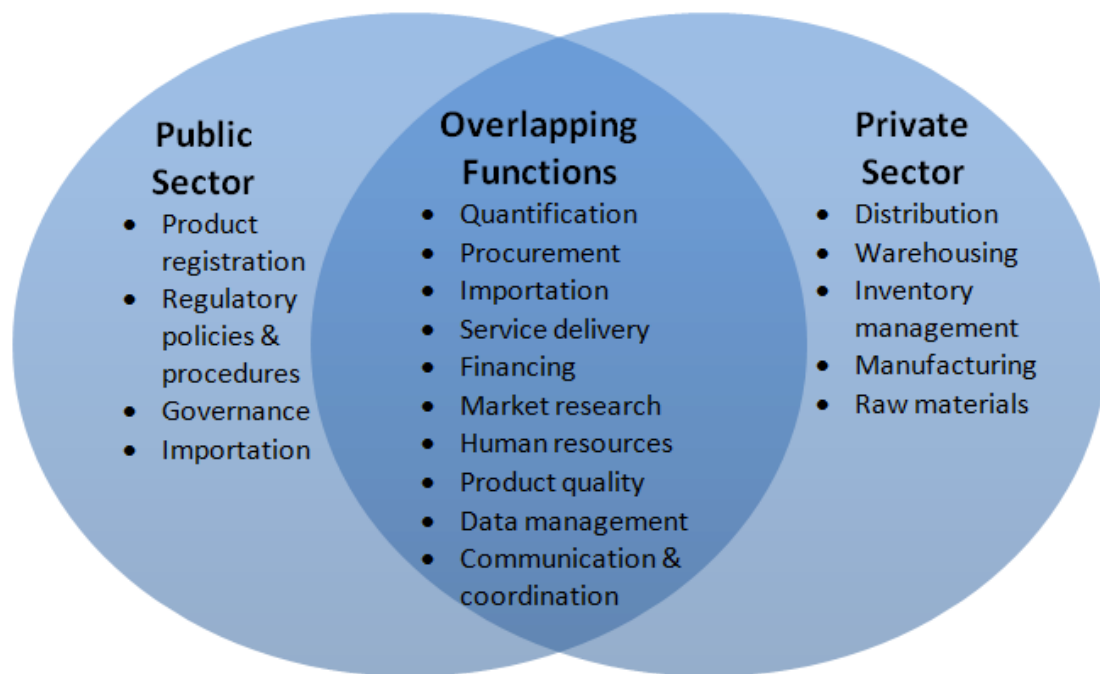 Public
Sector
• Product
registration
• Regulatory
policies &
procedures
• Governance
• Importation
Overlapping
Functions
• Quantification
• Procurement
• Importation
• Service delivery
• Financing
• Market research
• Human resources
• Product quality
• Data management
• Communication &
coordination
Private
Sector
• Distribution
• Warehousing
• Inventory
management
• Manufacturing
• Raw materials